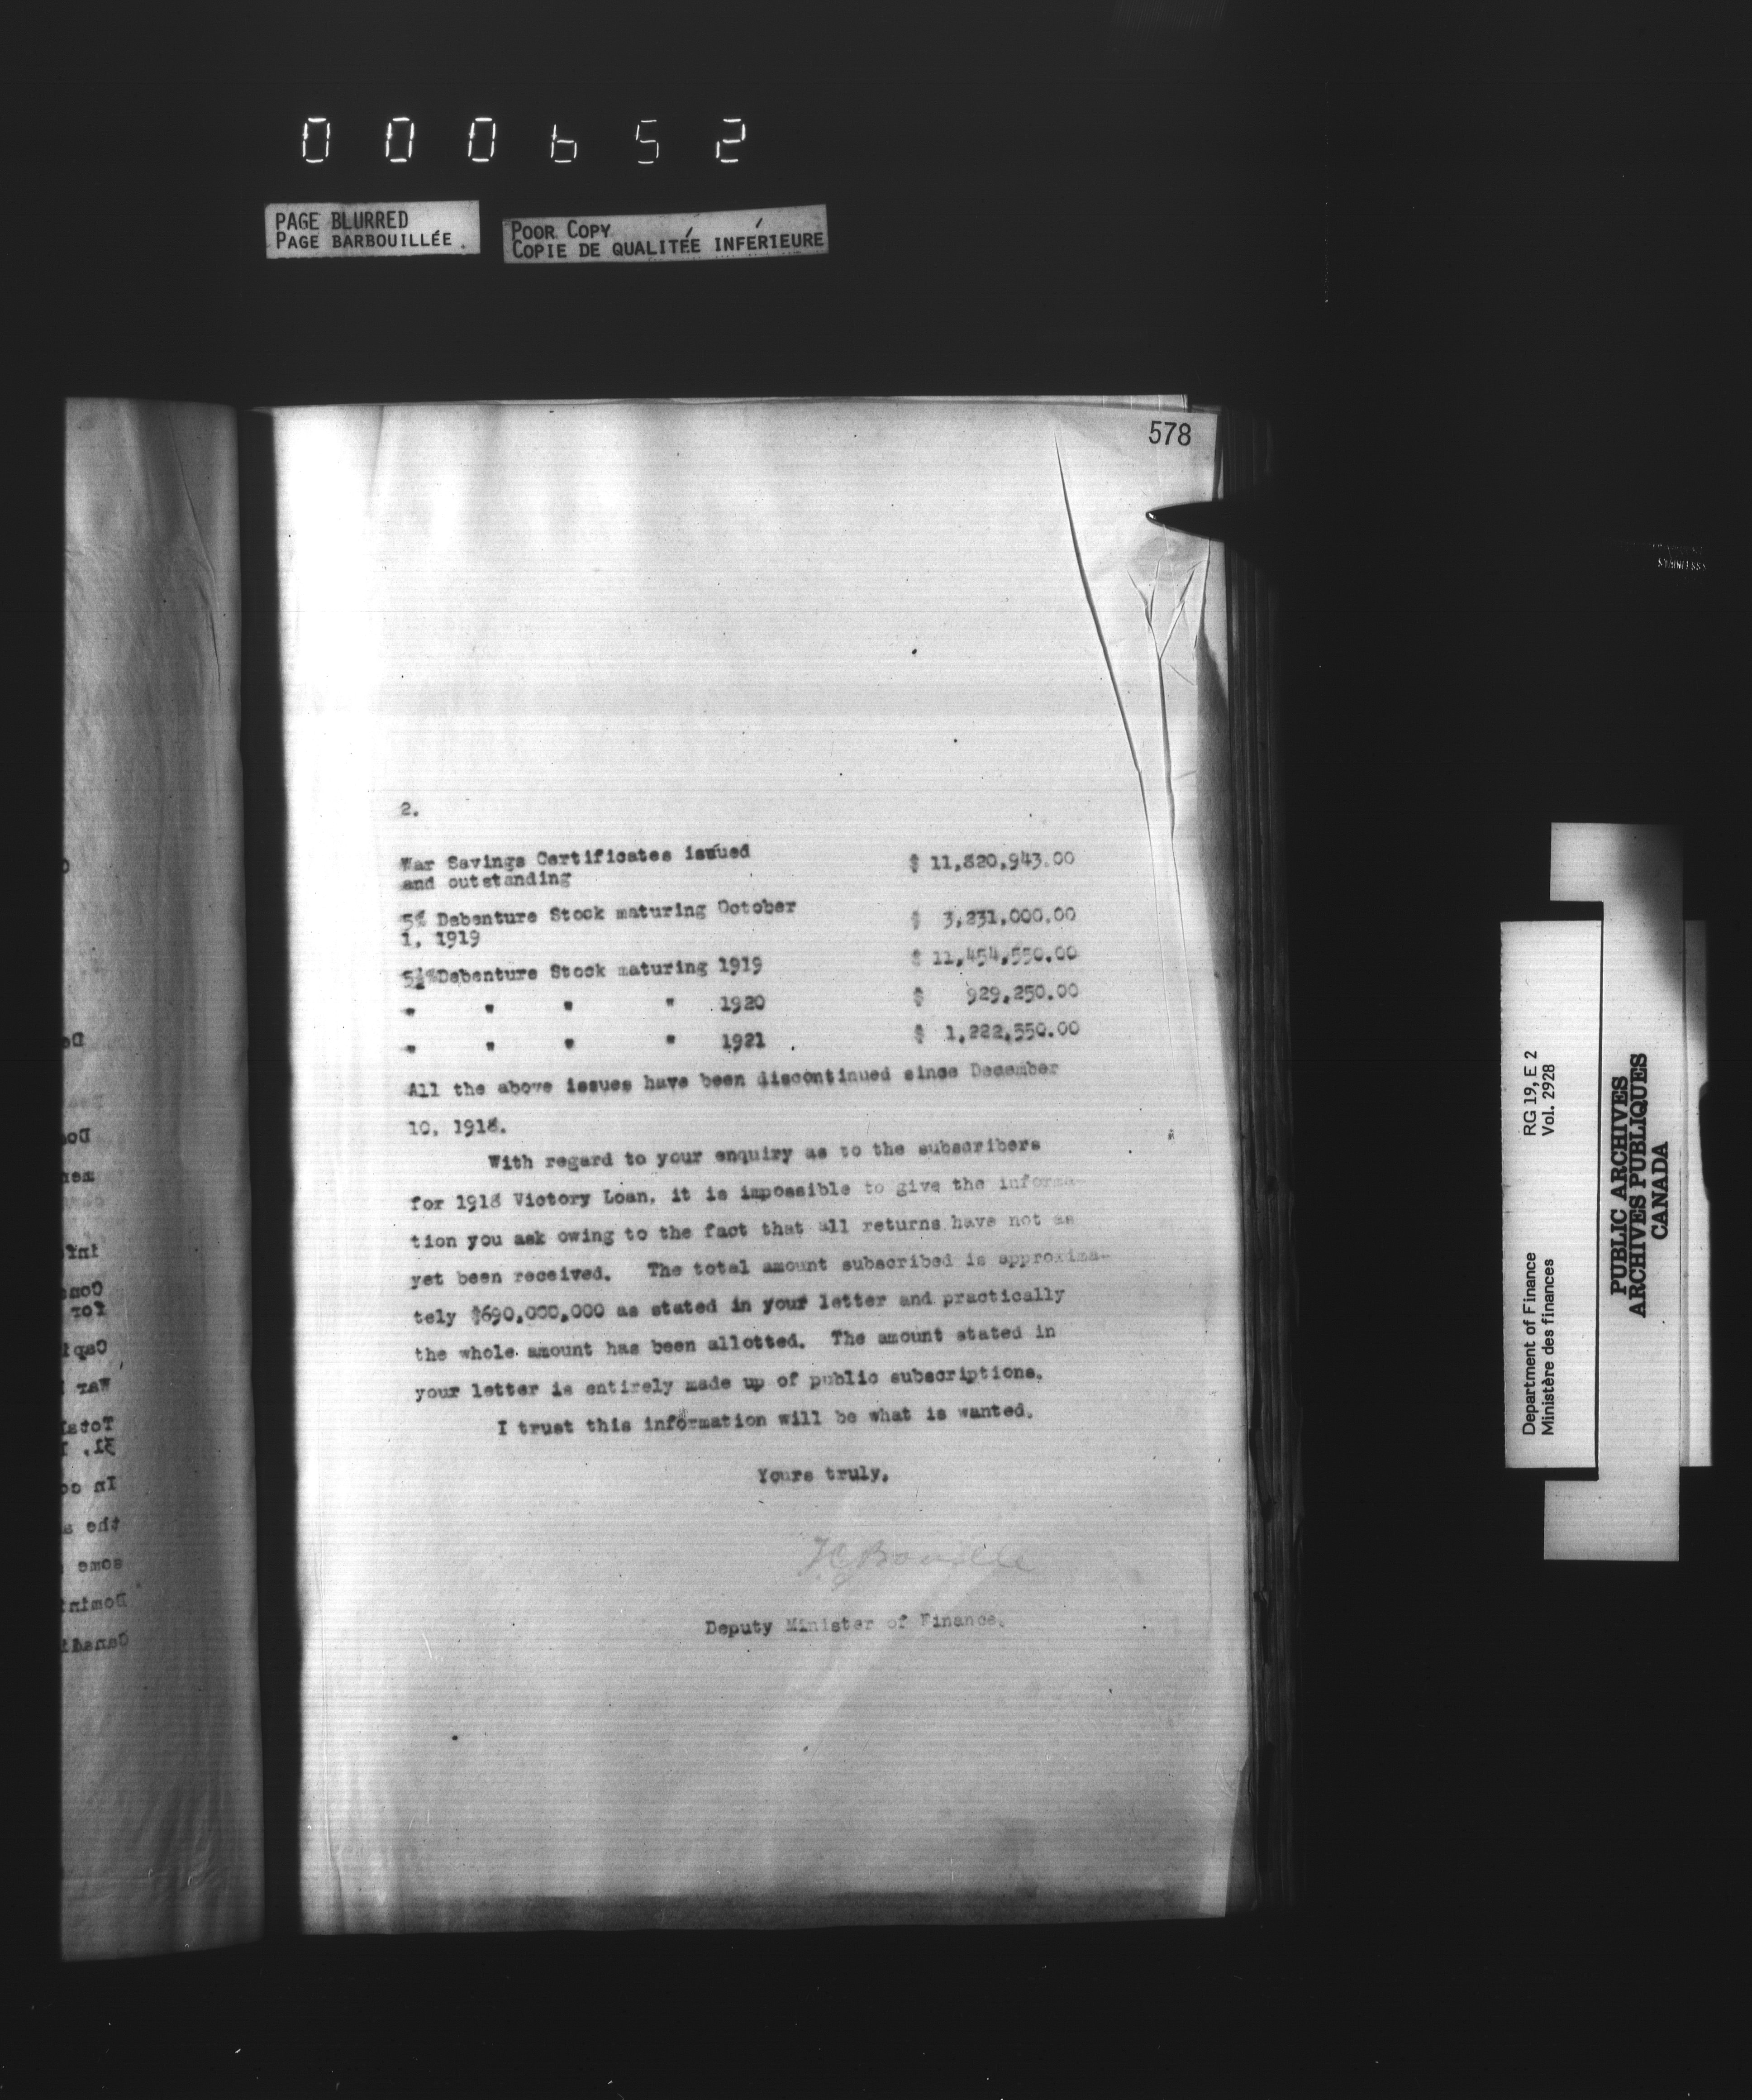 000652
PAGE BLURRED
PAGE BARBOUILLÉE.
POOR COPY
COPIE DE QUALITÉE INFÉRIEURE
578
2.
War Savings Certificates issued
and outstanding $ 11,820,943.00
5% Debenture Stock maturing October
1, 1919 $ 3,231,000.00
5½% Debenture Stock maturing 1919 $ 11,454,550.00
" " " " 1920 $ 929,250.00
" " " " 1921 $ 1,222,550.00
All the above issues have been discontinued since December
10, 1918.
With regard to your enquiry as to the subscribers
for 1918 Victory Loan, it is impossible to give the informa-
tion you ask owing to the fact that all returns have not as
yet been received. The total amount subscribed is approxima-
tely $690,000,000 as stated in your letter and practically
the whole amount has been allotted. The amount stated in
your letter is entirely made up of public subscriptions.
I trust this information will be what is wanted.
Yours truly,
Deputy Minister of Finance.
Department of Finance RG 19, E 2
Ministère des finances Vol. 2928
PUBLIC ARCHIVES
ARCHIVES PUBLIQUES
CANADA